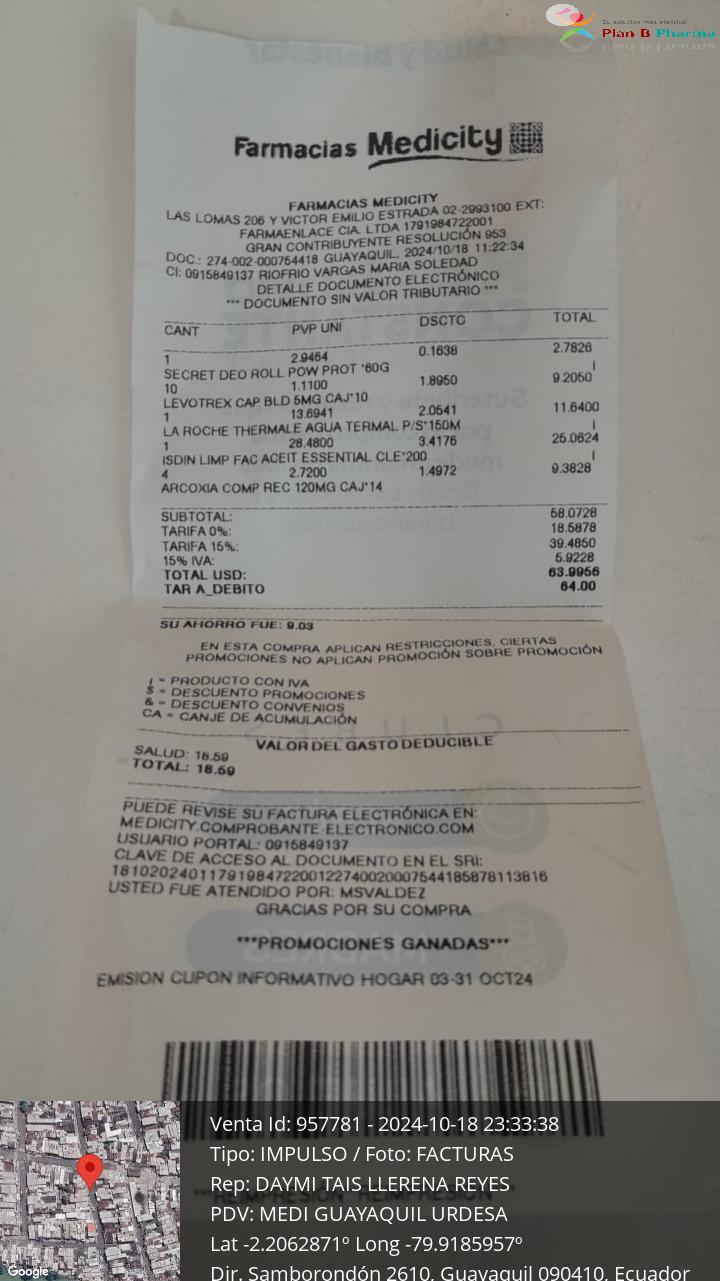 Su solución más efectiva!
Plan B Pharma
Farmacias Medicity
FARMACIAS MEDICITY
LAS LOMAS 206 Y VICTOR EMILIO ESTRADA 02-2993100 EXT:
FARMAENLACE CIA. LTDA 1791984722001
GRAN CONTRIBUYENTE RESOLUCIÓN 953
DOC.: 274-002-000754418 GUAYAQUIL, 2024/10/18 11:22:34
CI: 0915849137 RIOFRIO VARGAS MARIA SOLEDAD
DETALLE DOCUMENTO ELECTRÓNICO
*** DOCUMENTO SIN VALOR TRIBUTARIO ***
CANT PVP UNI DSCTO TOTAL
1 2.9464 0.1638 2.7826
SECRET DEO ROLL POW PROT *60G I
10 1.1100 1.8950 9.2050
LEVOTREX CAP BLD 5MG CAJ*10
1 13.6941 2.0541 11.6400
LA ROCHE THERMALE AGUA TERMAL P/S*150M I
1 28.4800 3.4176 25.0624
ISDIN LIMP FAC ACEIT ESSENTIAL CLE*200 I
4 2.7200 1.4972 9.3828
ARCOXIA COMP REC 120MG CAJ*14
SUBTOTAL: 58.0728
TARIFA 0%: 18.5878
TARIFA 15%: 39.4850
15% IVA: 5.9228
TOTAL USD: 63.9956
TAR A_DEBITO 64.00
SU AHORRO FUE: 9.03
EN ESTA COMPRA APLICAN RESTRICCIONES, CIERTAS
PROMOCIONES NO APLICAN PROMOCIÓN SOBRE PROMOCIÓN
I = PRODUCTO CON IVA
$ = DESCUENTO PROMOCIONES
& = DESCUENTO CONVENIOS
CA = CANJE DE ACUMULACIÓN
VALOR DEL GASTO DEDUCIBLE
SALUD: 18.59
TOTAL: 18.59
PUEDE REVISE SU FACTURA ELECTRÓNICA EN:
MEDICITY.COMPROBANTE ELECTRONICO.COM
USUARIO PORTAL: 0915849137
CLAVE DE ACCESO AL DOCUMENTO EN EL SRI:
1810202401179198472200122740020007544185878113816
USTED FUE ATENDIDO POR: MSVALDEZ
GRACIAS POR SU COMPRA
***PROMOCIONES GANADAS***
EMISION CUPON INFORMATIVO HOGAR 03-31 OCT24
***REIMPRESION REIMPRESION
Venta Id: 957781 - 2024-10-18 23:33:38
Tipo: IMPULSO / Foto: FACTURAS
Rep: DAYMI TAIS LLERENA REYES
PDV: MEDI GUAYAQUIL URDESA
Lat -2.2062871º Long -79.9185957º
Dir. Samborondón 2610, Guayaquil 090410, Ecuador
Google